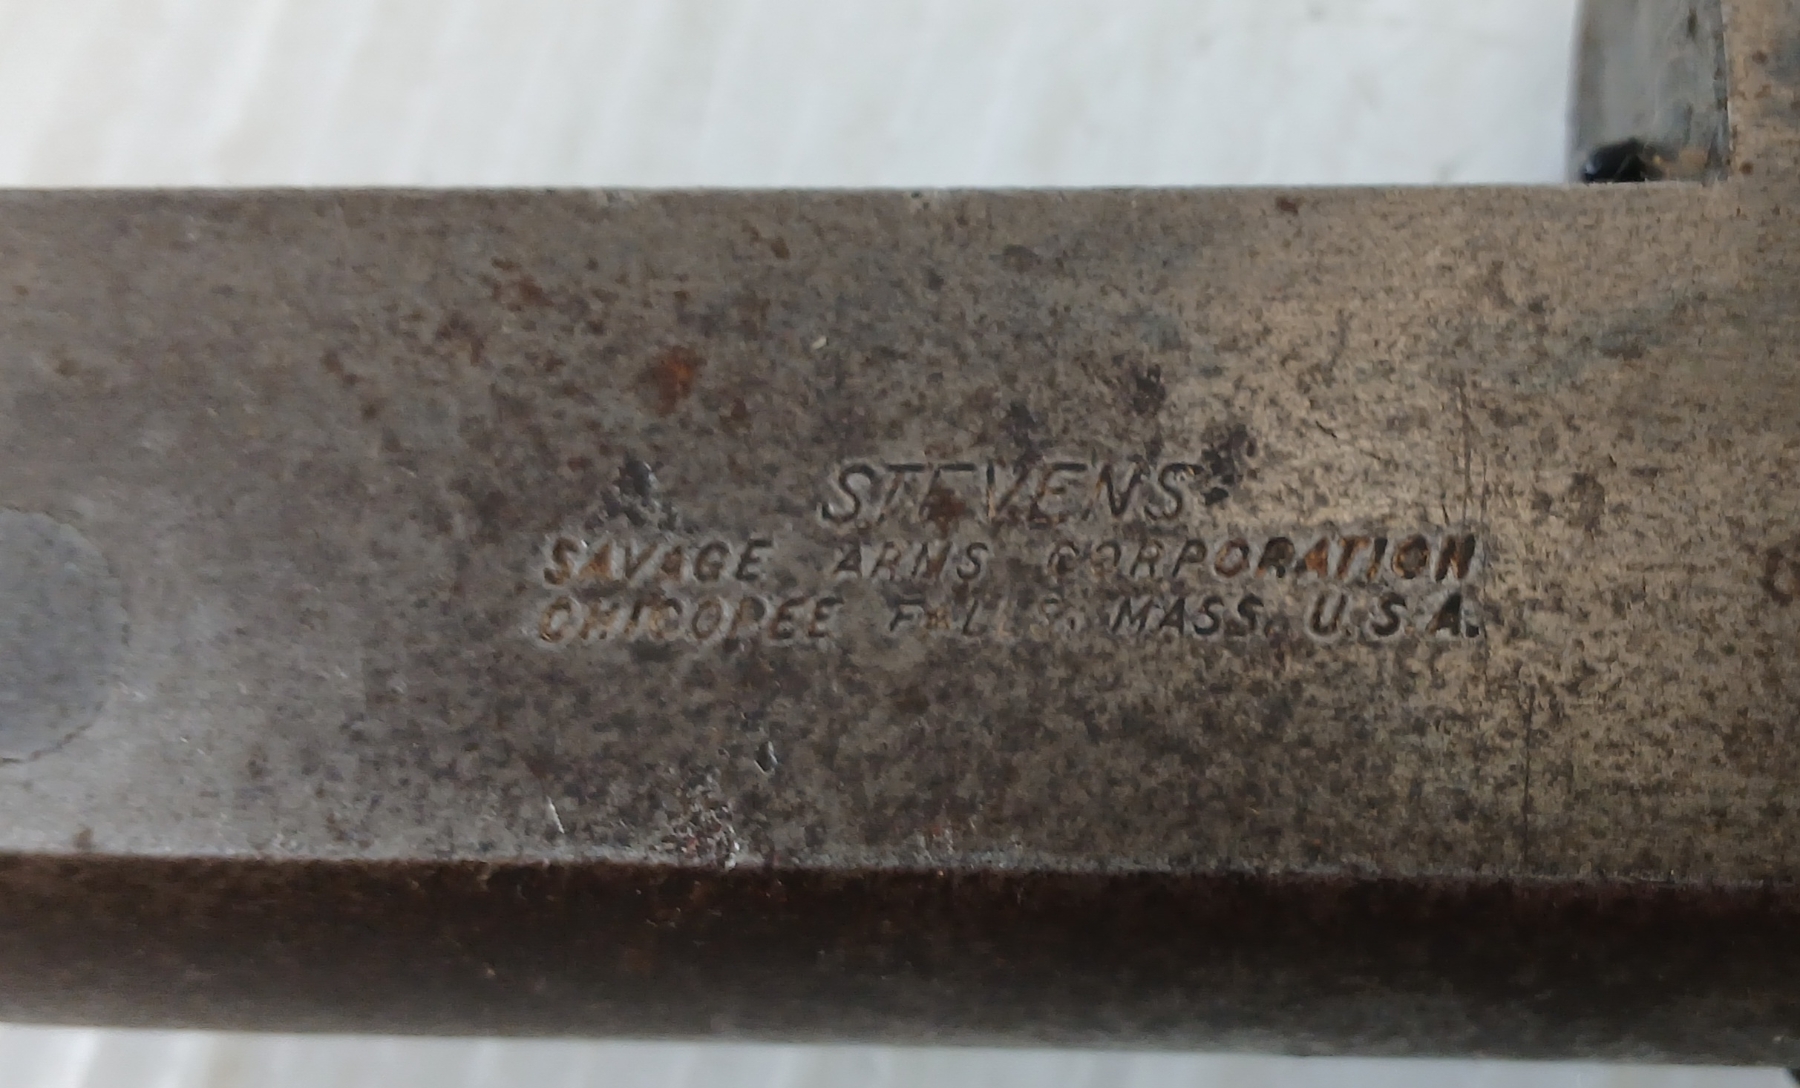 STEVENS
SAVAGE ARMS CORPORATION
CHICOPEE FALLS, MASS. U.S.A.